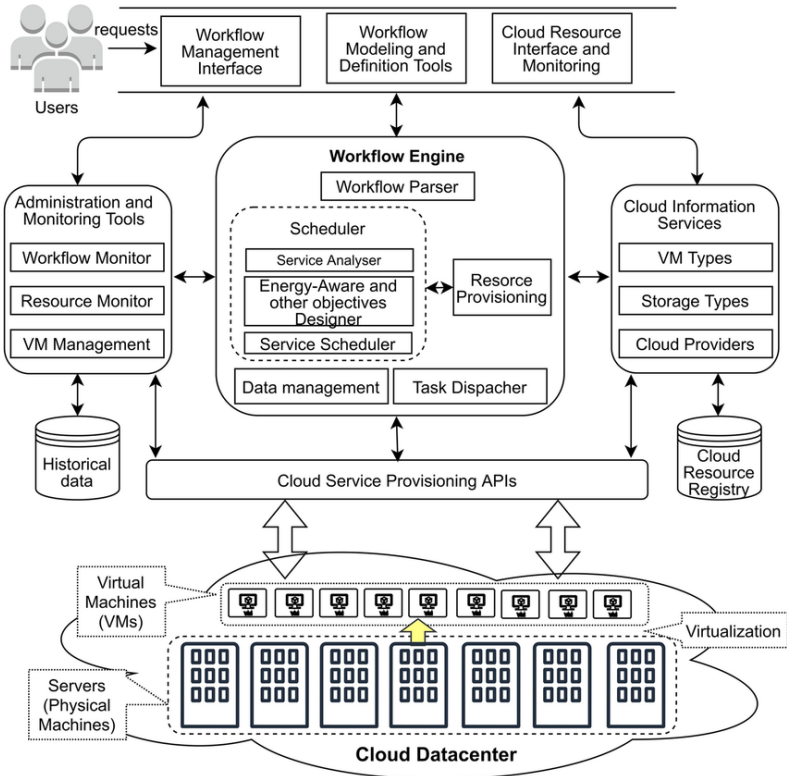 requests
Users
Workflow
Management
Interface
Workflow
Modeling and
Definition Tools
Cloud Resource
Interface and
Monitoring
Administration and
Monitoring Tools
Workflow Monitor
Resource Monitor
VM Management
Workflow Engine
Workflow Parser
Scheduler
Service Analyser
Energy-Aware and
other objectives
Designer
Service Scheduler
Resorce
Provisioning
Data management
Task Dispacher
Cloud Information
Services
VM Types
Storage Types
Cloud Providers
Historical
data
Cloud Service Provisioning APIs
Cloud
Resource
Registry
Virtual
Machines
(VMs)
Virtualization
Servers
(Physical
Machines)
Cloud Datacenter